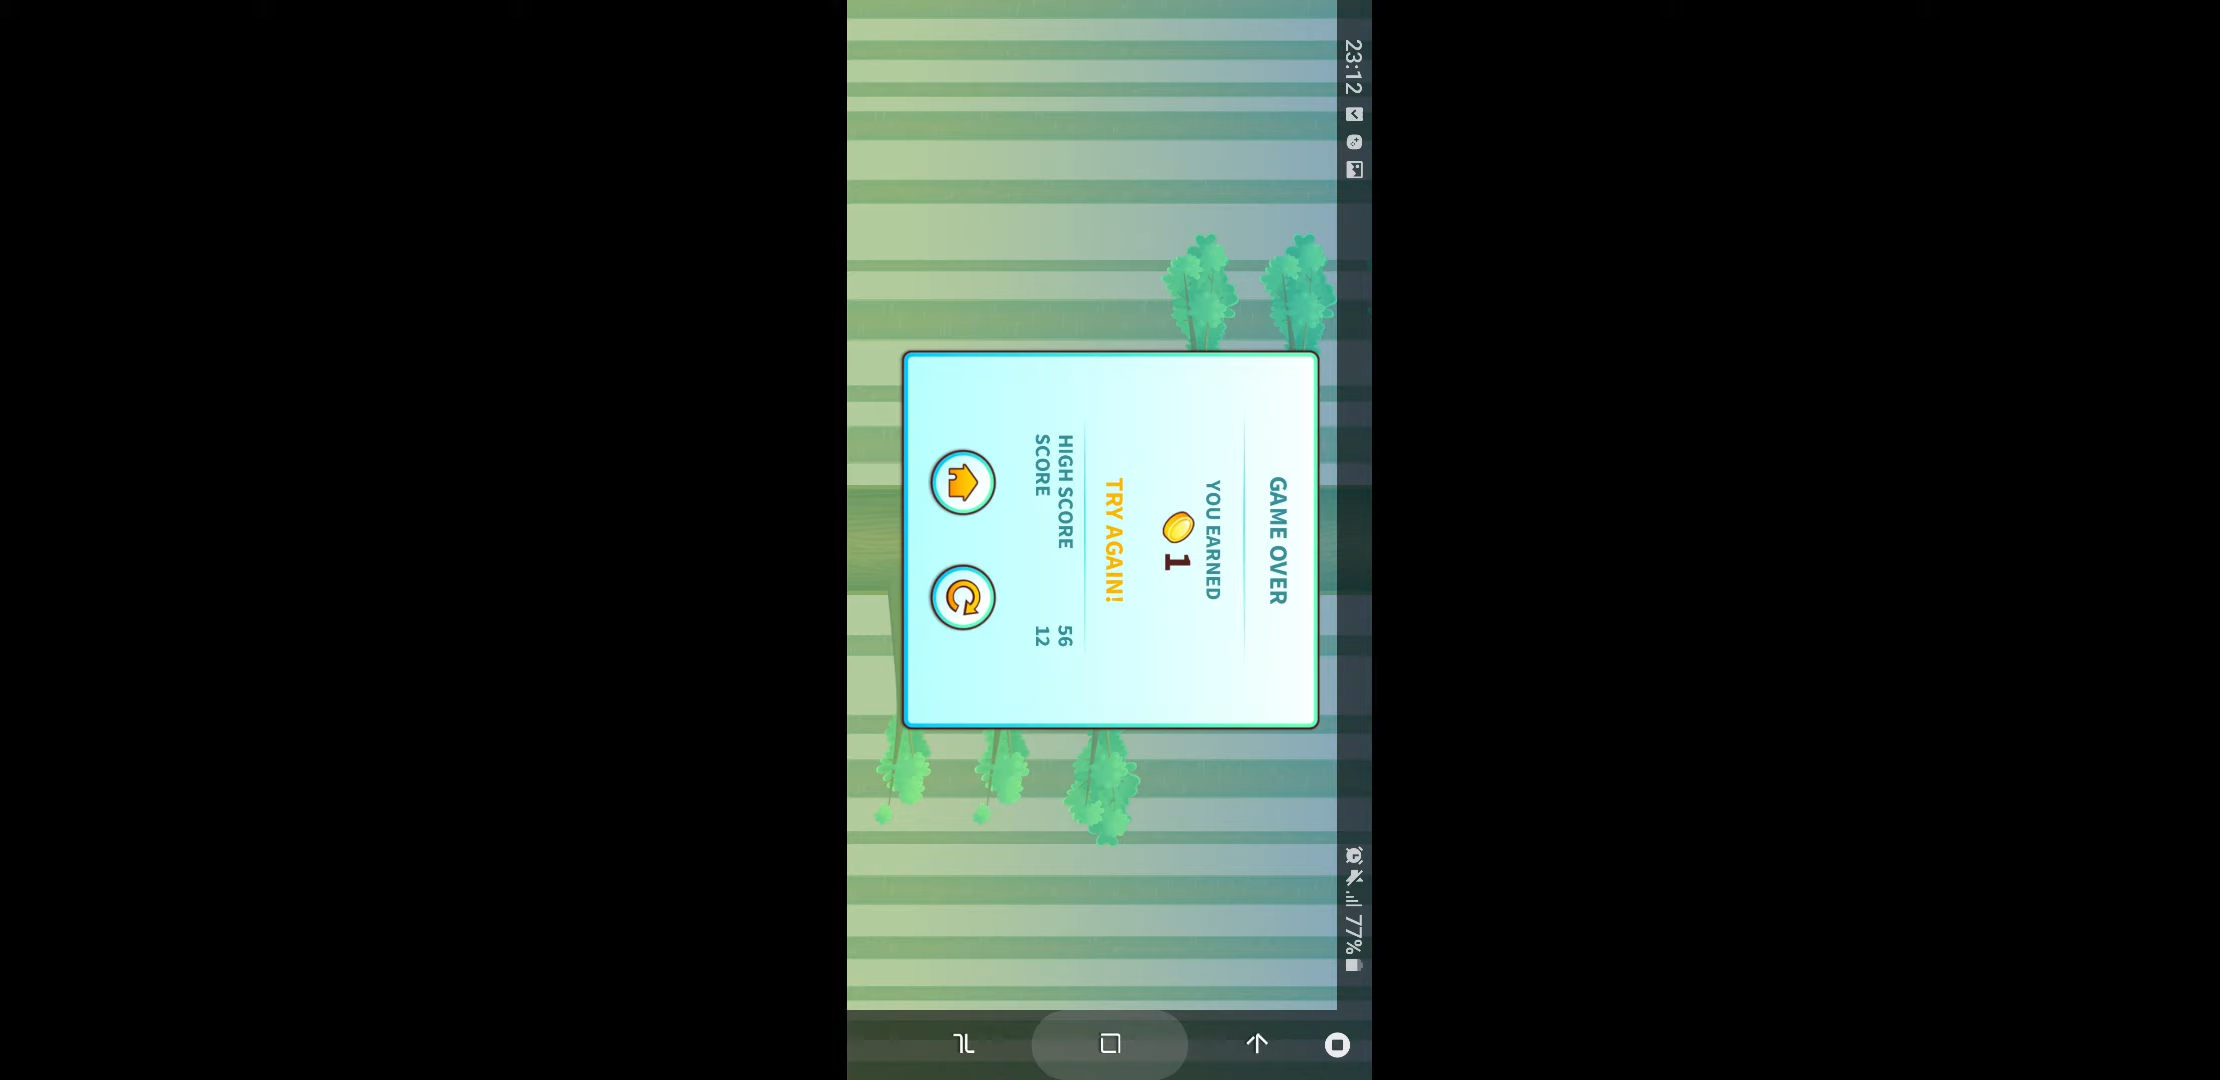 23:12
77%
GAME OVER
YOU EARNED
1
TRY AGAIN!
HIGH SCORE 56
SCORE 12